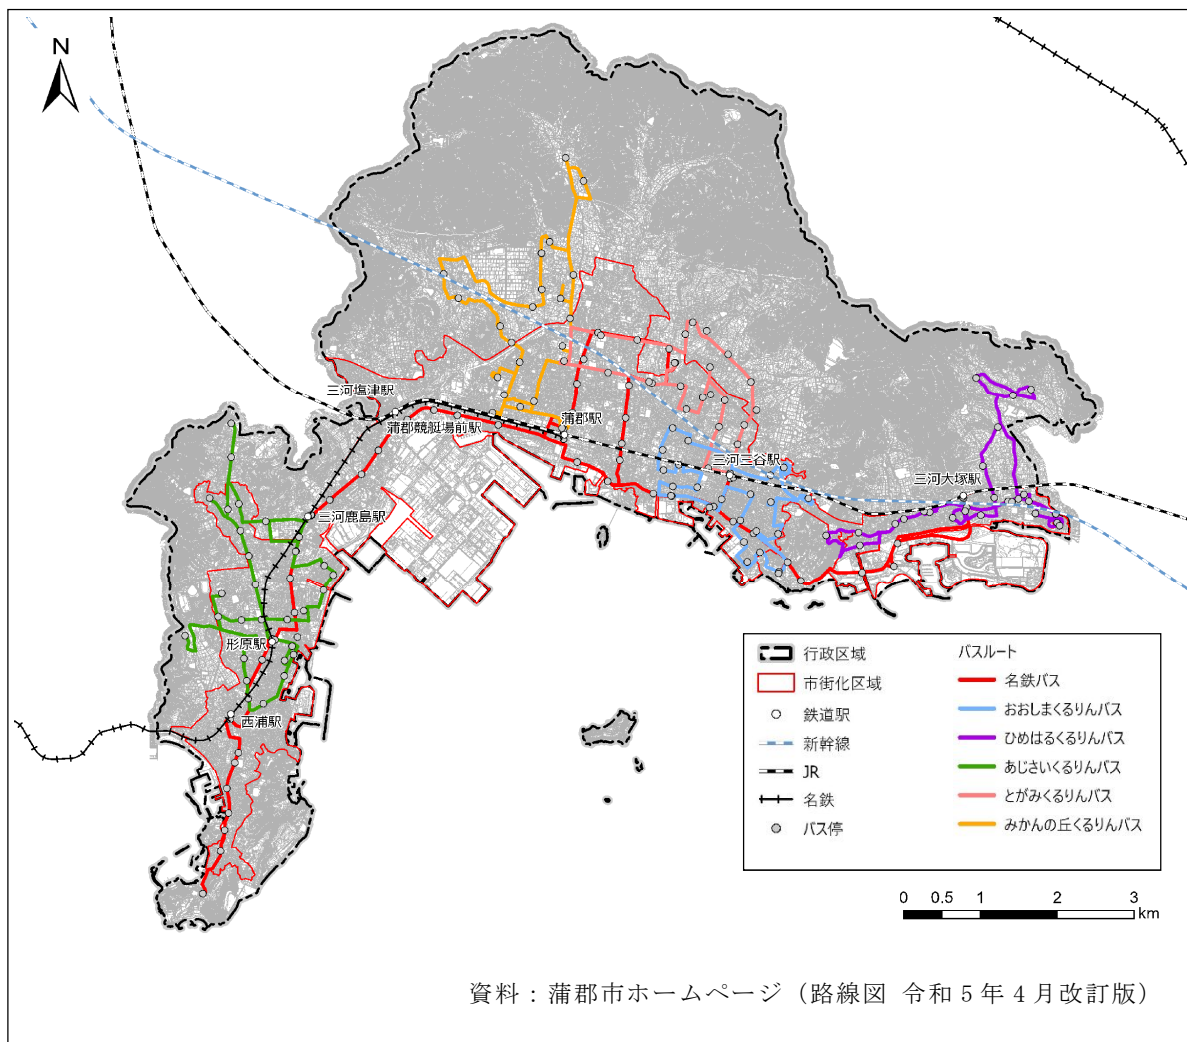 N
三河塩津駅
蒲郡競艇場前駅
蒲郡駅
三河三谷駅
三河大塚駅
三河鹿島駅
形原駅
西浦駅
行政区域
市街化区域
鉄道駅
新幹線
JR
名鉄
バス停
バスルート
名鉄バス
おおしまくるりんバス
ひめはるくるりんバス
あじさいくるりんバス
とがみくるりんバス
みかんの丘くるりんバス
0 0.5 1 2 3
km
資料：蒲郡市ホームページ（路線図 令和5年4月改訂版）